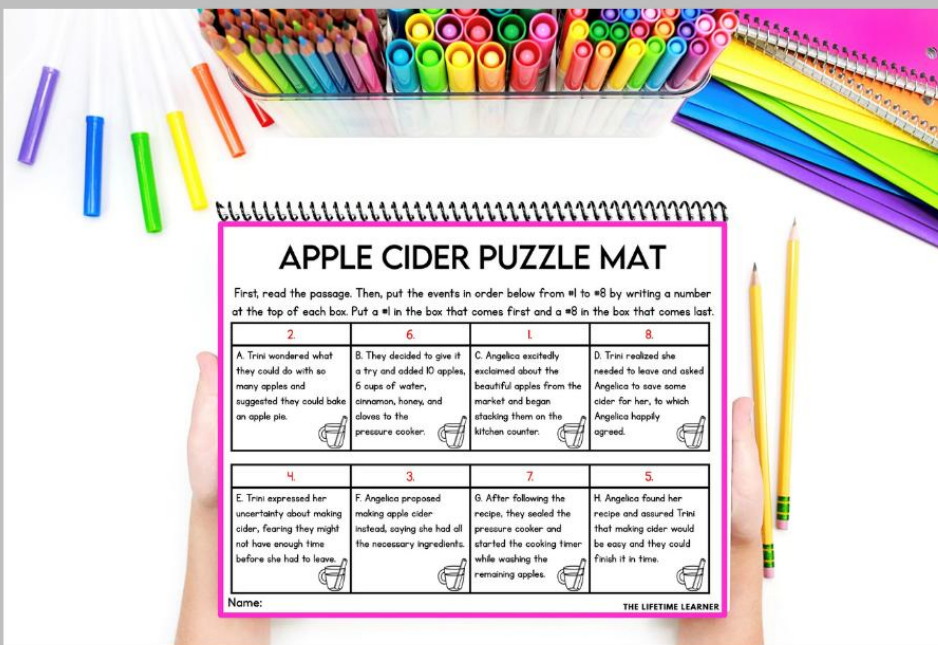 APPLE CIDER PUZZLE MAT
First, read the passage. Then, put the events in order below from #1 to #8 by writing a number
at the top of each box. Put a #1 in the box that comes first and a #8 in the box that comes last.
2.
A. Trini wondered what
they could do with so
many apples and
suggested they could bake
an apple pie.
6.
B. They decided to give it
a try and added 10 apples,
6 cups of water,
cinnamon, honey, and
cloves to the
pressure cooker.
1.
C. Angelica excitedly
exclaimed about the
beautiful apples from the
market and began
stacking them on the
kitchen counter.
8.
D. Trini realized she
needed to leave and asked
Angelica to save some
cider for her, to which
Angelica happily
agreed.
4.
E. Trini expressed her
uncertainty about making
cider, fearing they might
not have enough time
before she had to leave.
3.
F. Angelica proposed
making apple cider
instead, saying she had all
the necessary ingredients.
7.
G. After following the
recipe, they sealed the
pressure cooker and
started the cooking timer
while washing the
remaining apples.
5.
H. Angelica found her
recipe and assured Trini
that making cider would
be easy and they could
finish it in time.
Name:
THE LIFETIME LEARNER